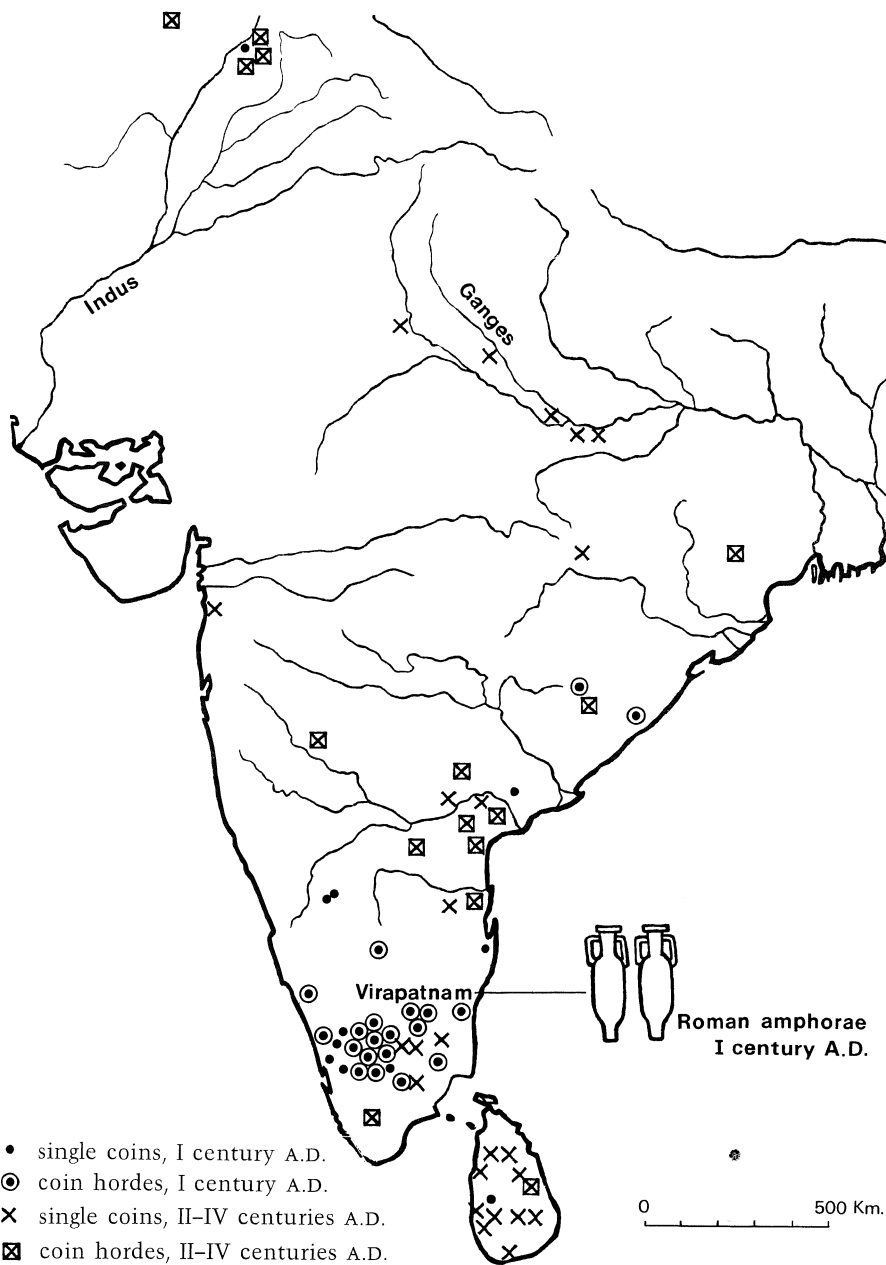 Indus
Ganges
Virapatnam
Roman amphorae
I century A.D.
single coins, I century A.D.
coin hordes, I century A.D.
single coins, II–IV centuries A.D.
coin hordes, II–IV centuries A.D.
0 500 Km.